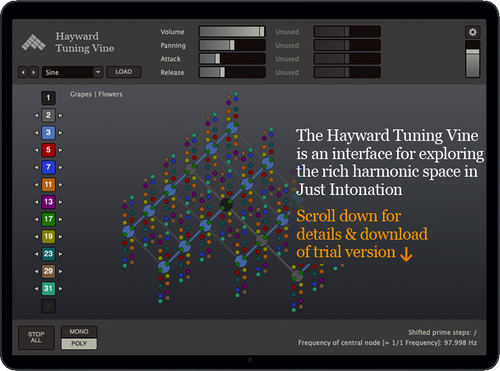 Hayward
Tuning Vine
Volume
Panning
Attack
Release
Unused
Unused
Unused
Unused
Sine
LOAD
Grapes | Flowers
1
2
3
5
7
11
13
17
19
23
29
31
The Hayward Tuning Vine
is an interface for exploring
the rich harmonic space in
Just Intonation
Scroll down for
details & download
of trial version ↓
STOP
ALL
MONO
POLY
Shifted prime steps: /
Frequency of central node [= 1/1 Frequency]: 97.998 Hz